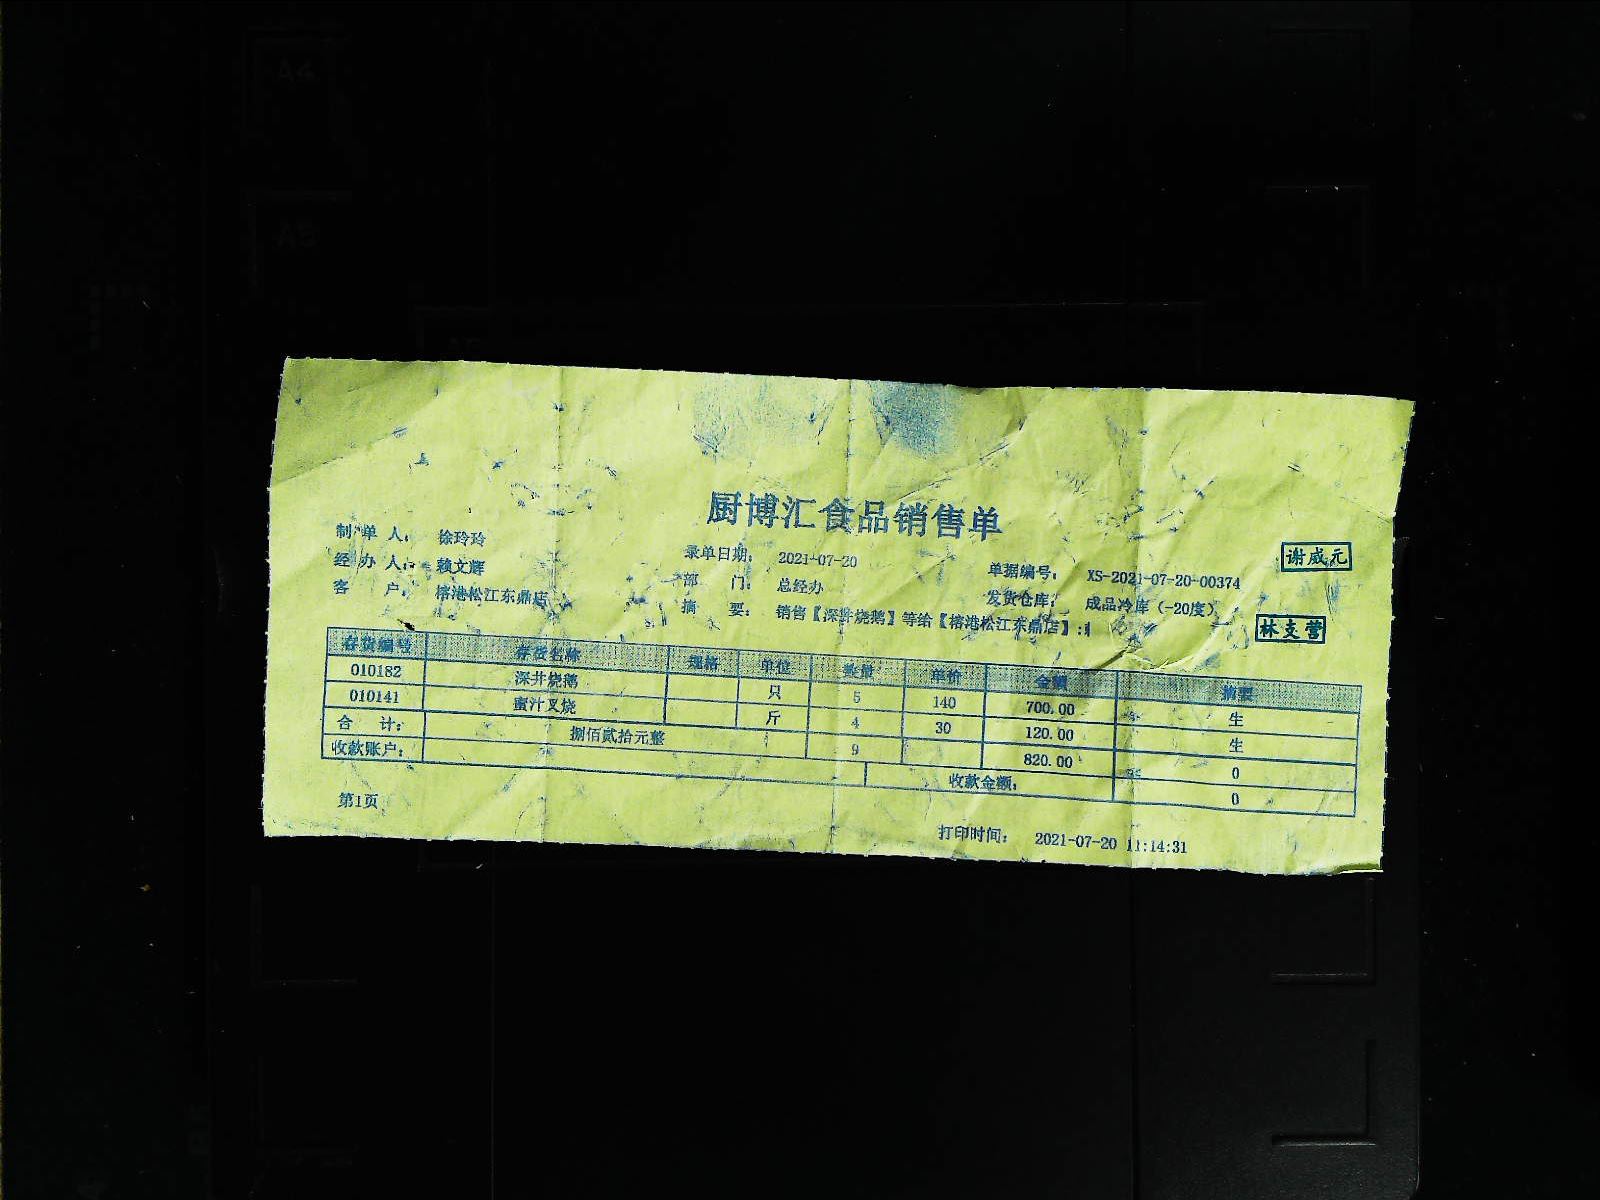 厨博汇食品销售单
制 单 人： 徐玲玲 录单日期： 2021-07-20 单据编号： XS-2021-07-20-00374 谢威元
经 办 人： 赖文辉 部 门： 总经办 发货仓库： 成品冷库（-20度）
客 户： 榕港松江东鼎店 摘 要： 销售【深井烧鹅】等给【榕港松江东鼎店】: 林支营
存货编号 存货名称 规格 单位 数量 单价 金额 摘要
010182 深井烧鹅 只 5 140 700.00 生
010141 蜜汁叉烧 斤 4 30 120.00 生
合 计： 捌佰贰拾元整 9 820.00 0
收款账户： 收款金额： 0
第1页
打印时间： 2021-07-20 11:14:31